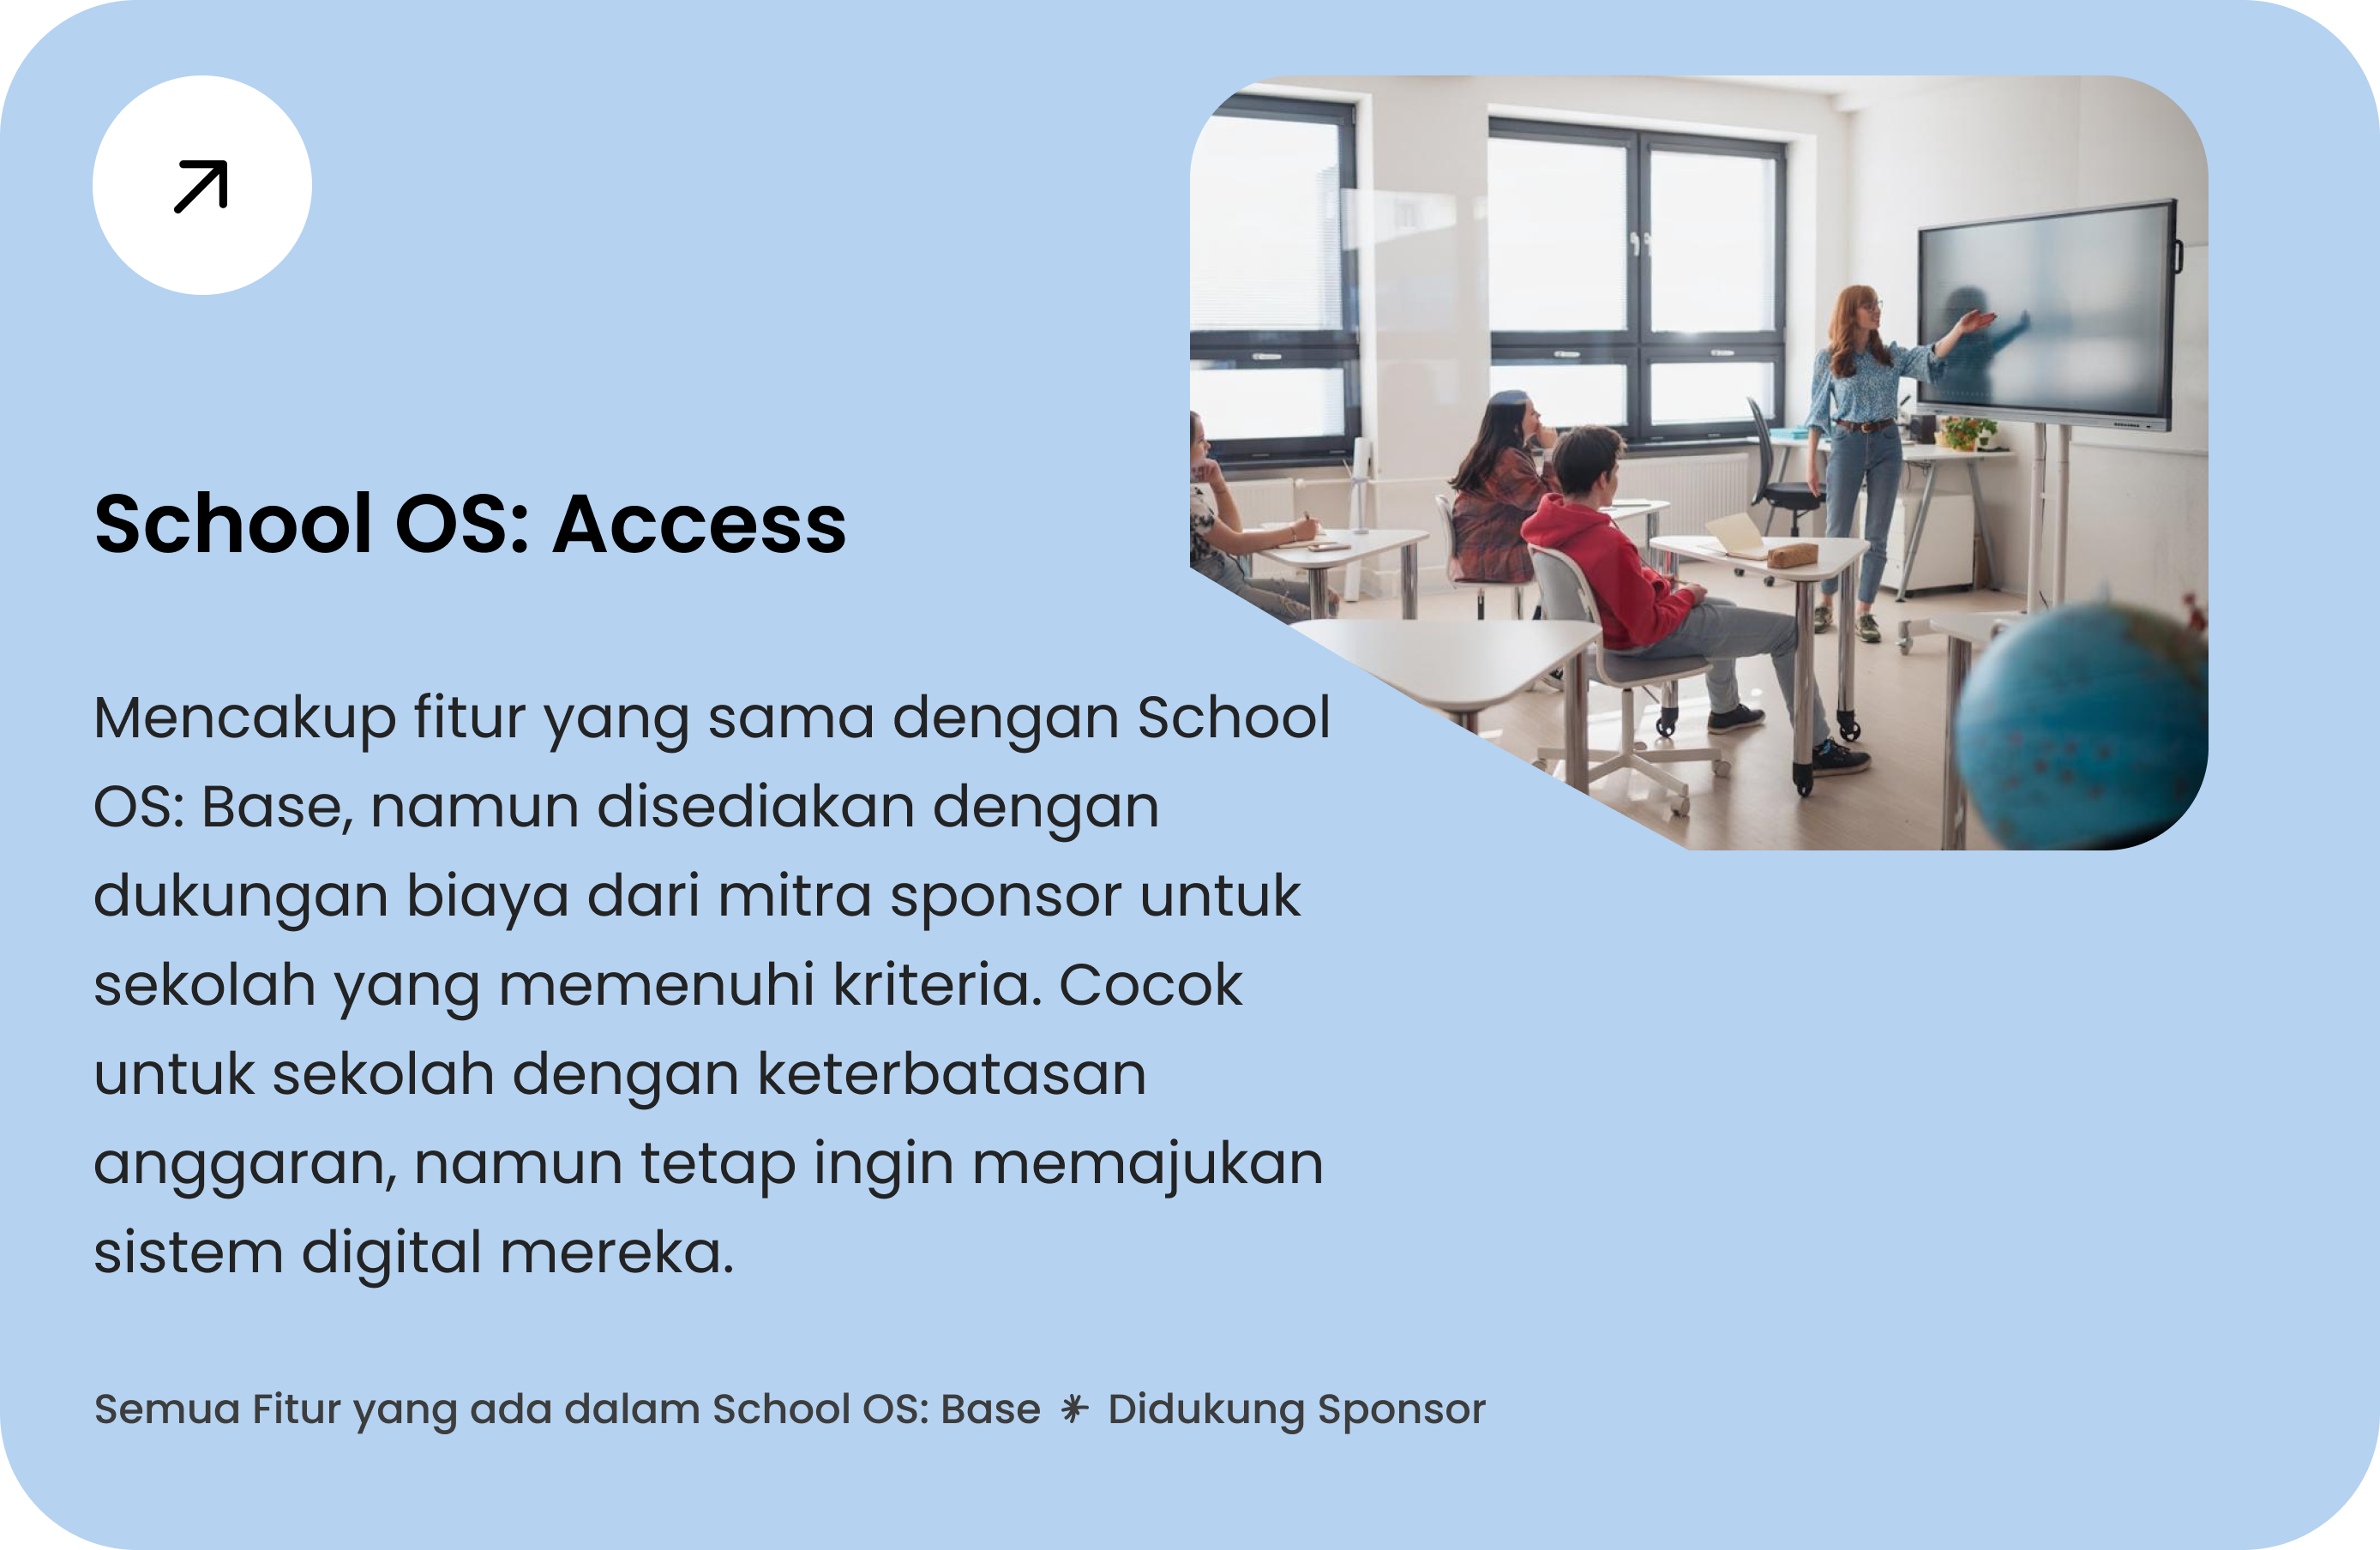 School OS: Access
Mencakup fitur yang sama dengan School
OS: Base, namun disediakan dengan
dukungan biaya dari mitra sponsor untuk
sekolah yang memenuhi kriteria. Cocok
untuk sekolah dengan keterbatasan
anggaran, namun tetap ingin memajukan
sistem digital mereka.
Semua Fitur yang ada dalam School OS: Base ✳ Didukung Sponsor